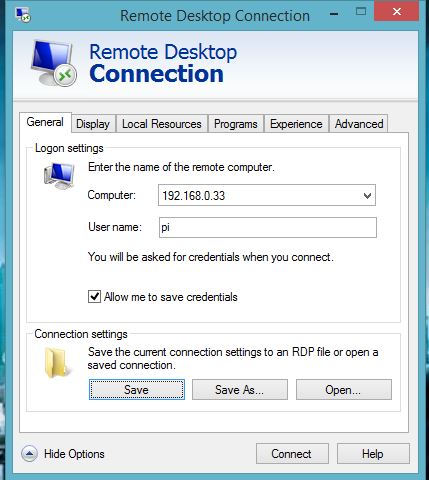 Remote Desktop Connection
Remote Desktop
Connection
General Display Local Resources Programs Experience Advanced
Logon settings
Enter the name of the remote computer.
Computer: 192.168.0.33
User name: pi
You will be asked for credentials when you connect.
Allow me to save credentials
Connection settings
Save the current connection settings to an RDP file or open a
saved connection.
Save Save As... Open...
Hide Options Connect Help